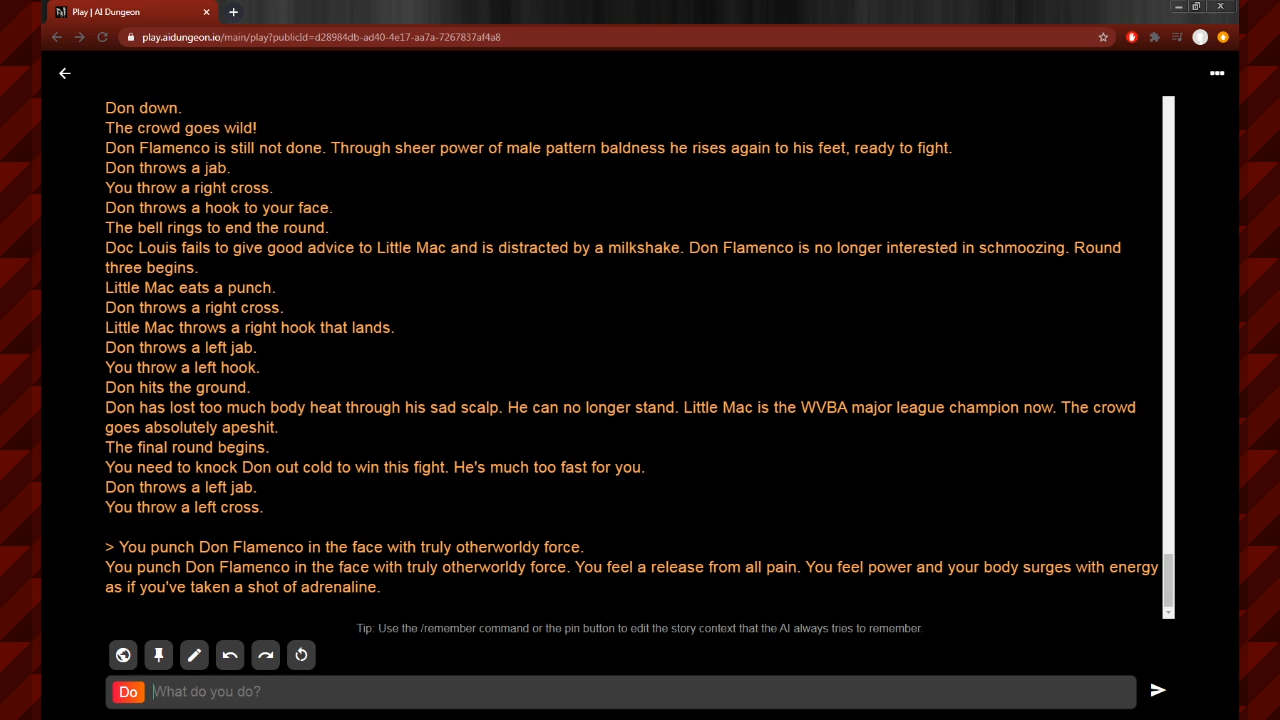 Play | AI Dungeon
play.aidungeon.io/main/play?publicId=d28984db-ad40-4e17-aa7a-7267837af4a8
Don down.
The crowd goes wild!
Don Flamenco is still not done. Through sheer power of male pattern baldness he rises again to his feet, ready to fight.
Don throws a jab.
You throw a right cross.
Don throws a hook to your face.
The bell rings to end the round.
Doc Louis fails to give good advice to Little Mac and is distracted by a milkshake. Don Flamenco is no longer interested in schmoozing. Round
three begins.
Little Mac eats a punch.
Don throws a right cross.
Little Mac throws a right hook that lands.
Don throws a left jab.
You throw a left hook.
Don hits the ground.
Don has lost too much body heat through his sad scalp. He can no longer stand. Little Mac is the WVBA major league champion now. The crowd
goes absolutely apeshit.
The final round begins.
You need to knock Don out cold to win this fight. He's much too fast for you.
Don throws a left jab.
You throw a left cross.
> You punch Don Flamenco in the face with truly otherworldy force.
You punch Don Flamenco in the face with truly otherworldy force. You feel a release from all pain. You feel power and your body surges with energy
as if you've taken a shot of adrenaline.
Tip: Use the /remember command or the pin button to edit the story context that the AI always tries to remember.
Do What do you do?